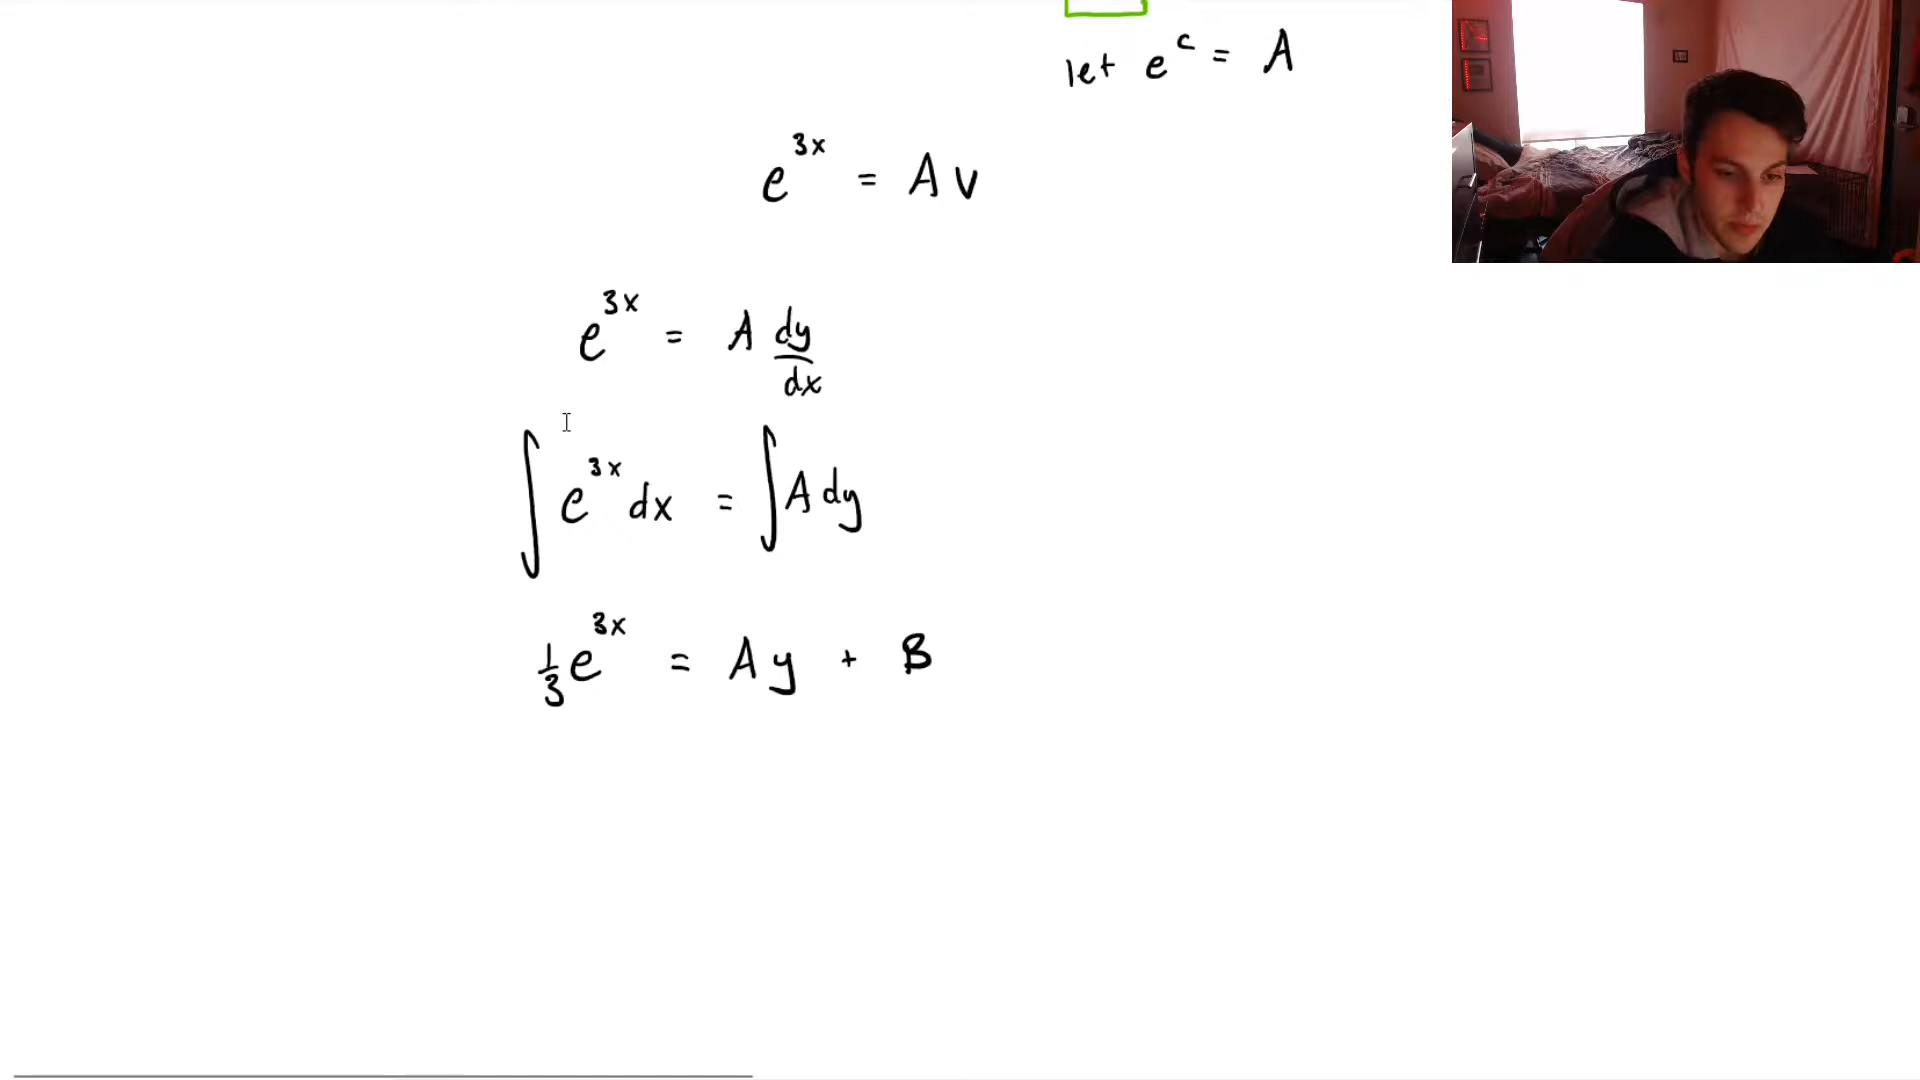 let e^c = A
e^{3x} = A v
e^{3x} = A dy/dx
∫ e^{3x} dx = ∫ A dy
1/3 e^{3x} = A y + B